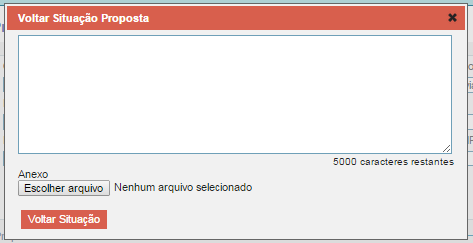 Voltar Situação Proposta
5000 caracteres restantes
Anexo
Escolher arquivo Nenhum arquivo selecionado
Voltar Situação